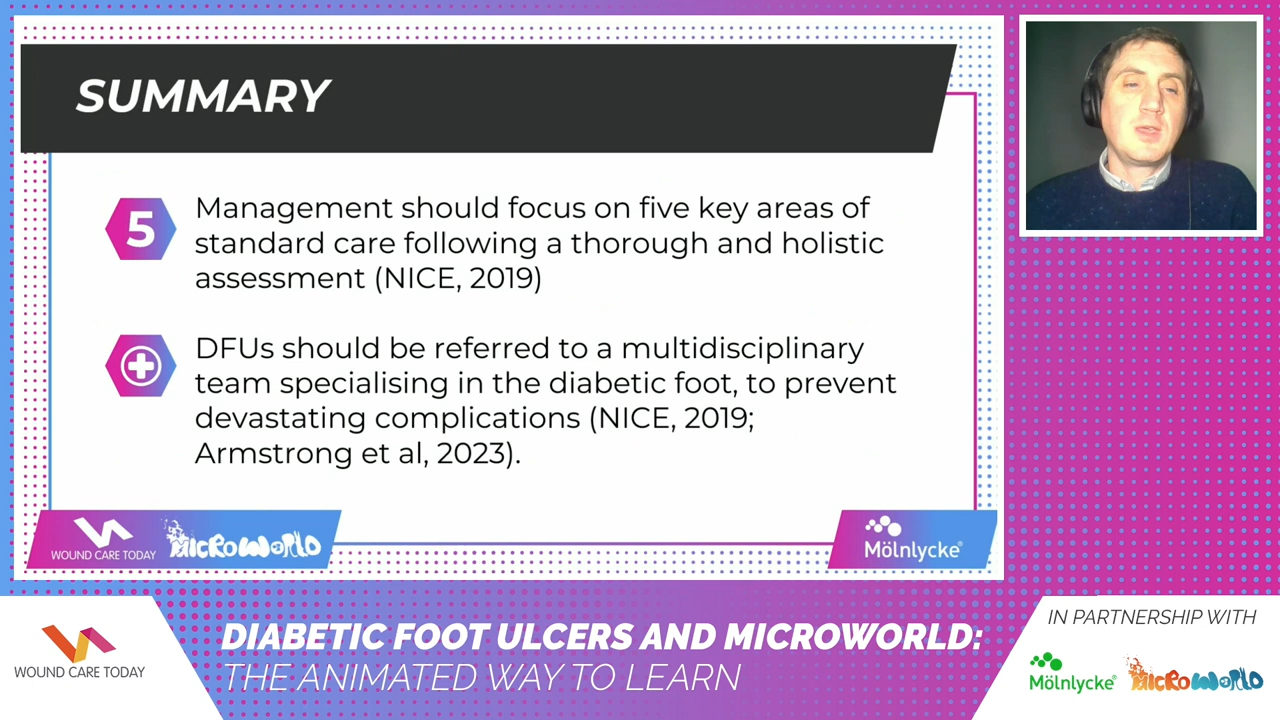 SUMMARY
5
Management should focus on five key areas of
standard care following a thorough and holistic
assessment (NICE, 2019)
DFUs should be referred to a multidisciplinary
team specialising in the diabetic foot, to prevent
devastating complications (NICE, 2019;
Armstrong et al, 2023).
WOUND CARE TODAY
MICROWORLD
Mölnlycke®
DIABETIC FOOT ULCERS AND MICROWORLD:
THE ANIMATED WAY TO LEARN
WOUND CARE TODAY
IN PARTNERSHIP WITH
Mölnlycke®
MICROWORLD